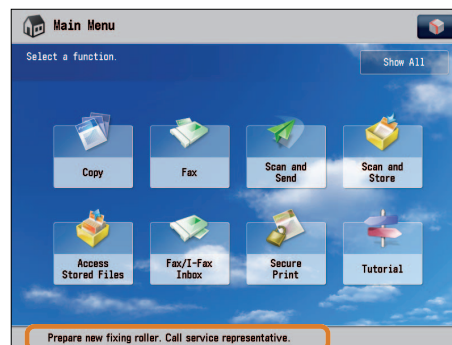 Main Menu
Select a function.
Show All
Copy
Fax
Scan and
Send
Scan and
Store
Access
Stored Files
Fax/I-Fax
Inbox
Secure
Print
Tutorial
Prepare new fixing roller. Call service representative.